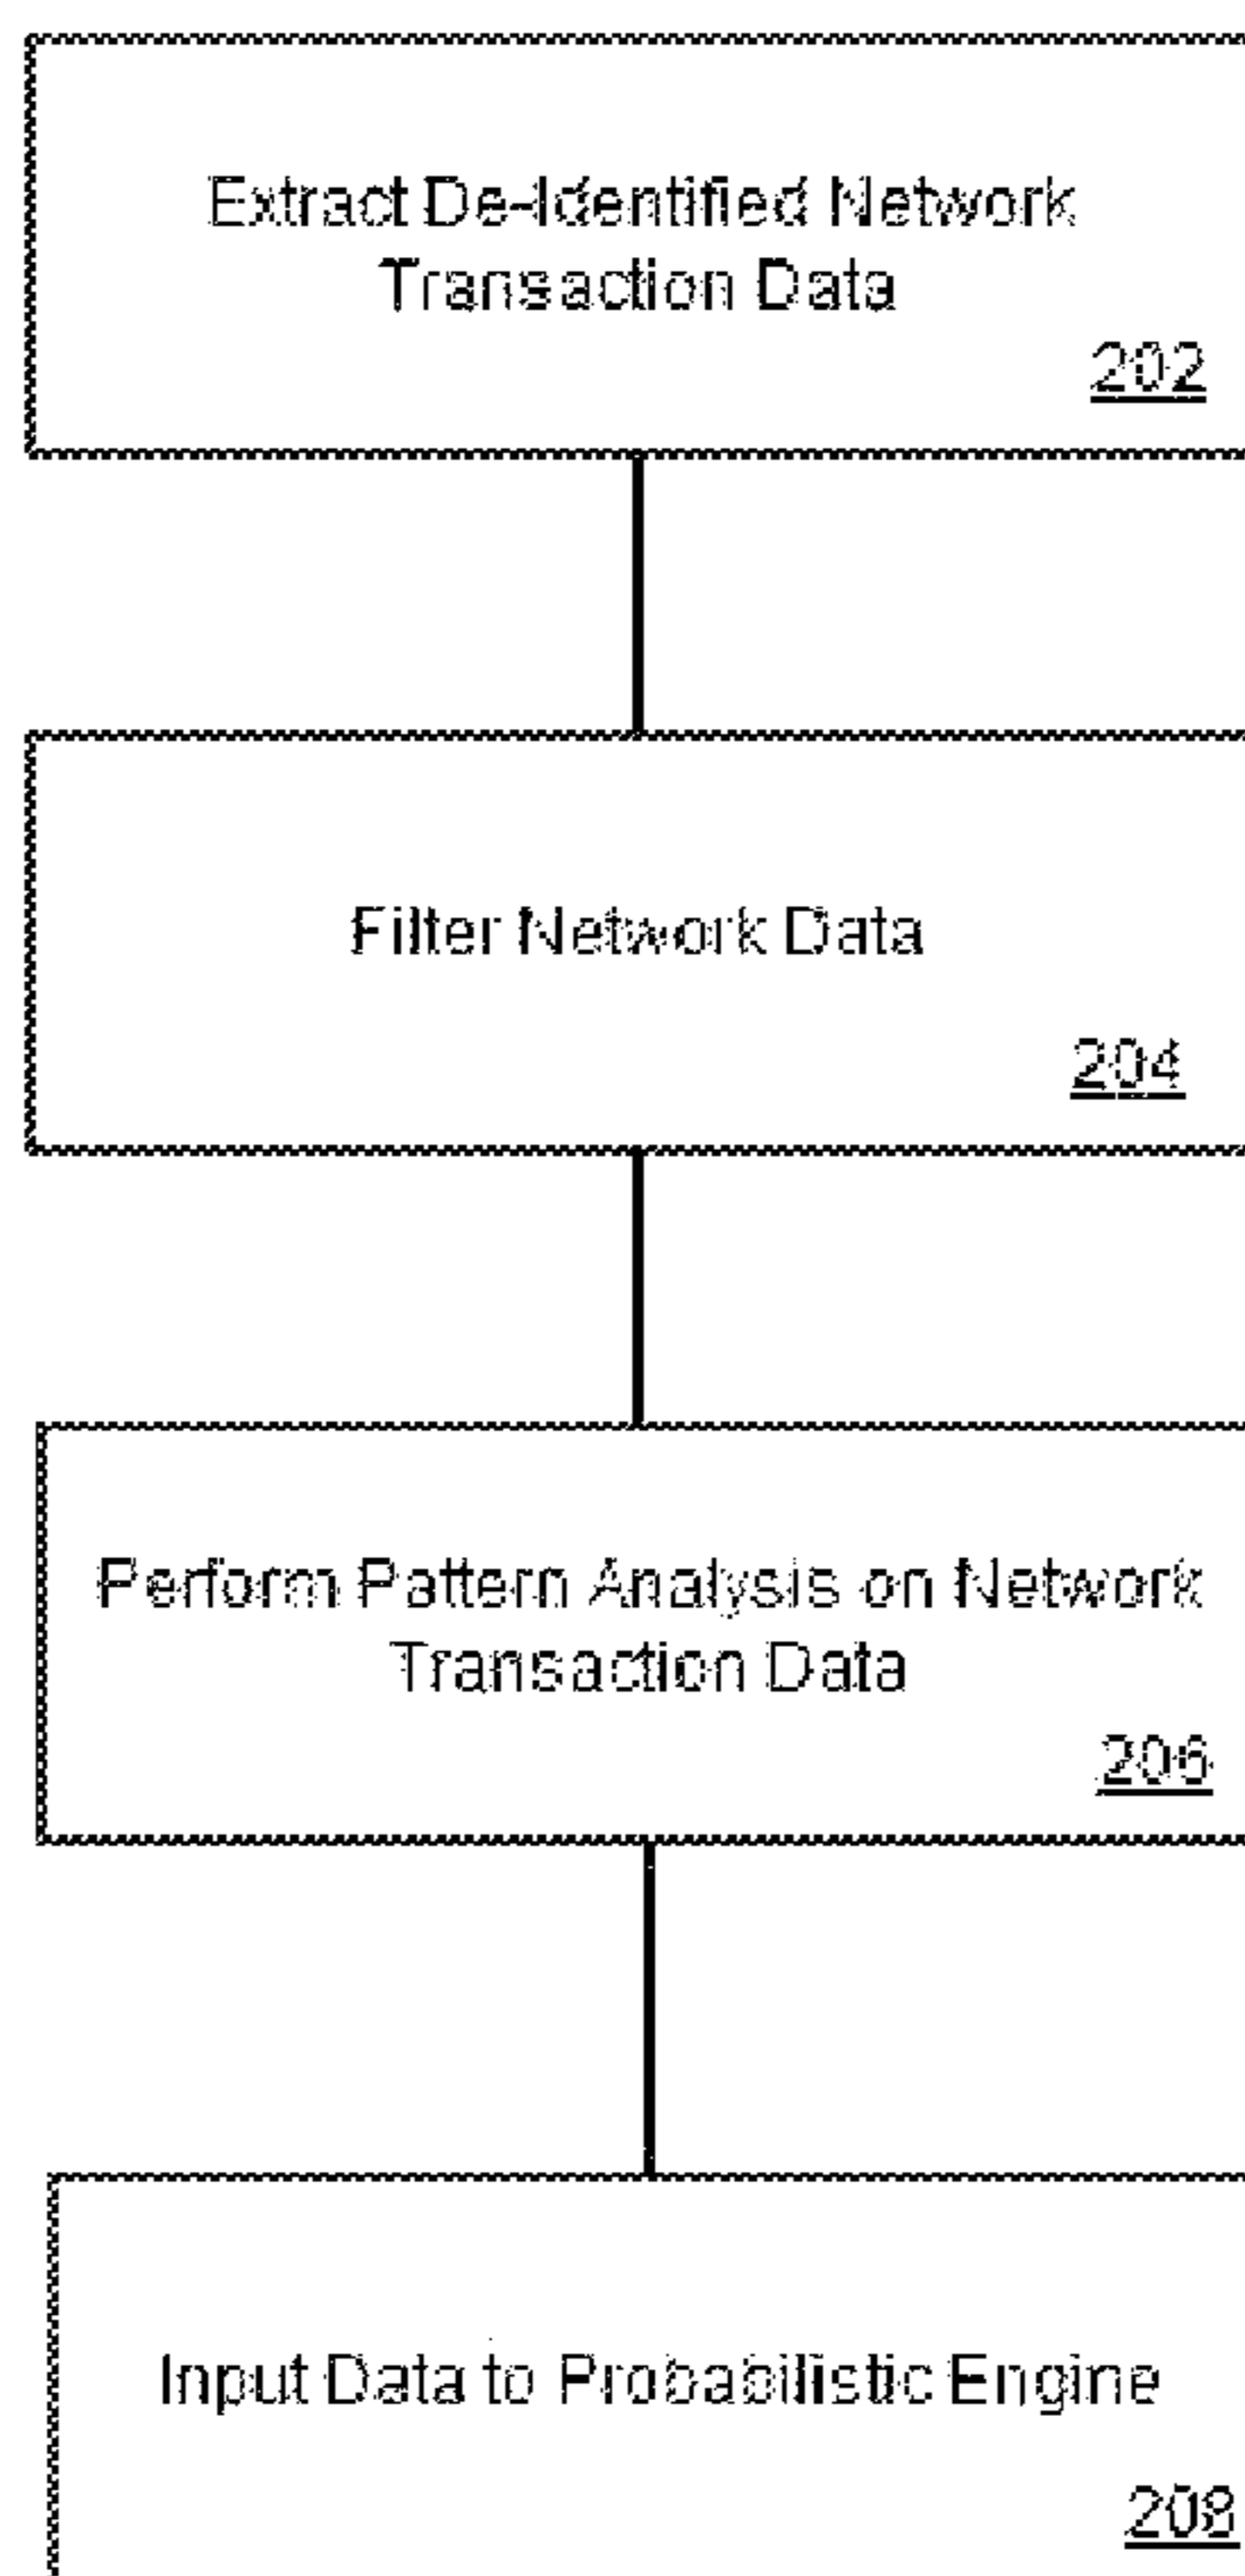 Extract De-Identified Network
Transaction Data
202
Filter Network Data
204
Perform Pattern Analysis on Network
Transaction Data
206
Input Data to Probabilistic Engine
208